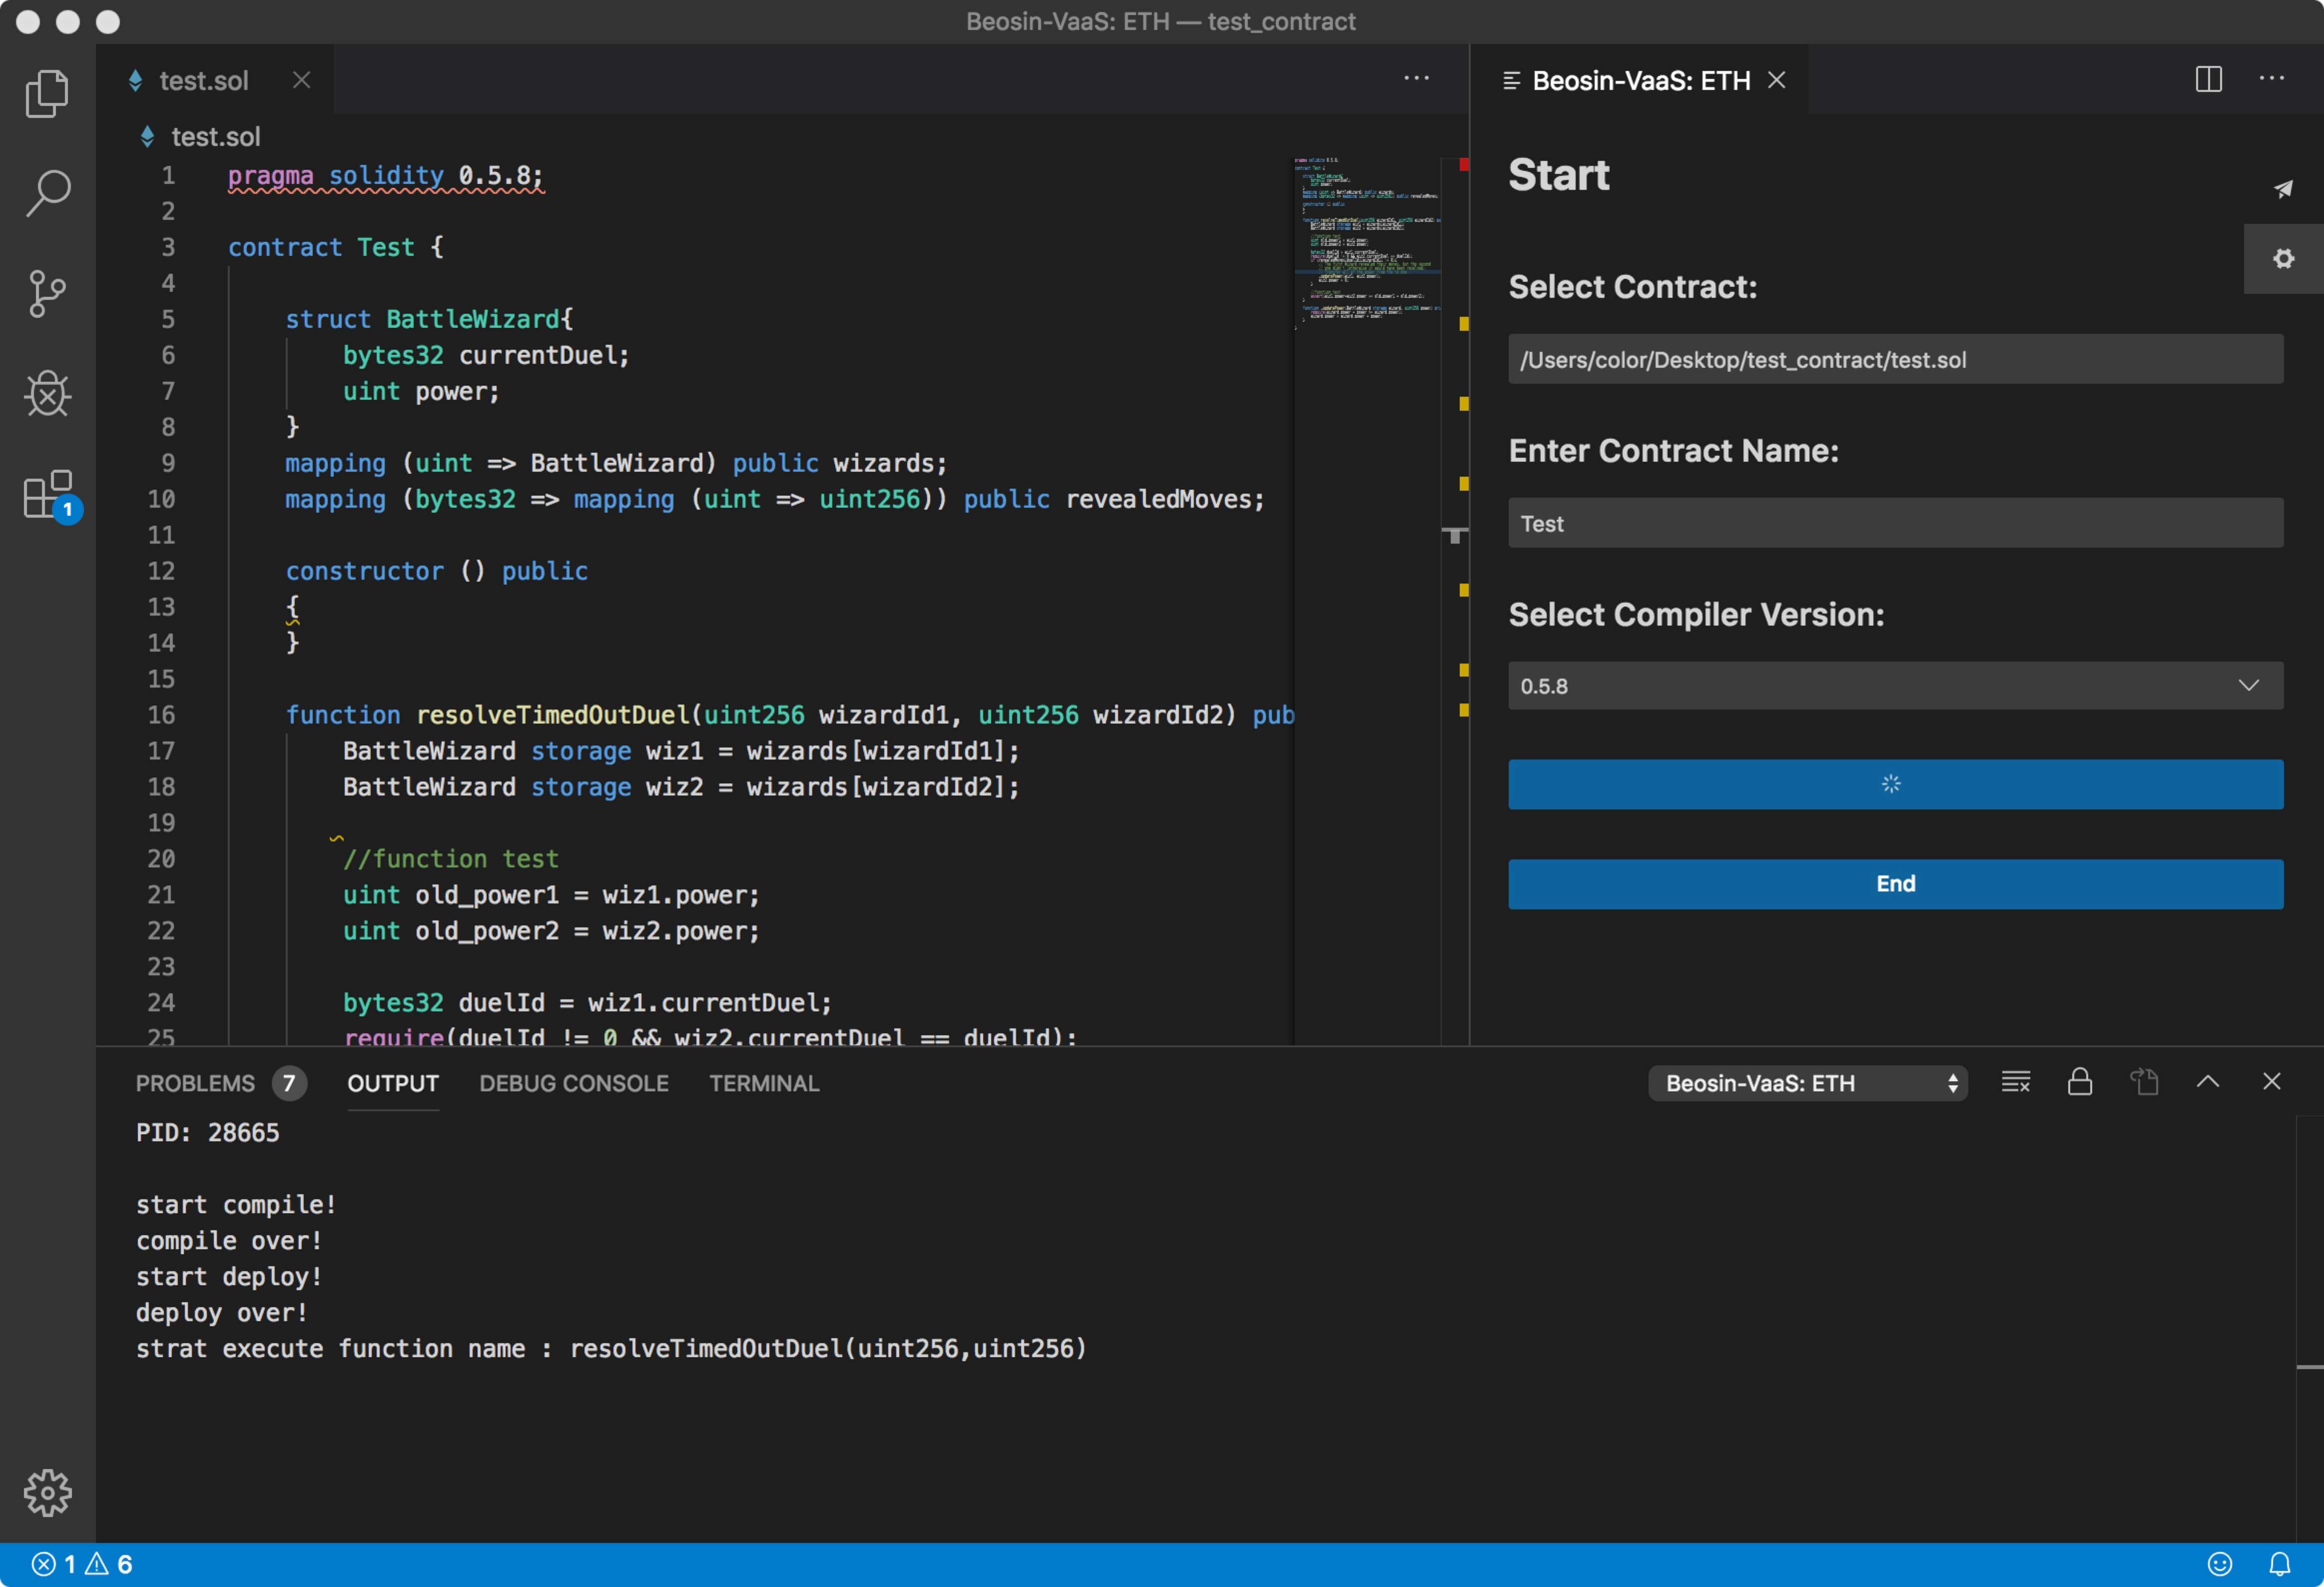 Beosin-VaaS: ETH — test_contract
test.sol
Beosin-VaaS: ETH
test.sol
1 pragma solidity 0.5.8;
2
3 contract Test {
4
5 struct BattleWizard{
6 bytes32 currentDuel;
7 uint power;
8 }
9 mapping (uint => BattleWizard) public wizards;
10 mapping (bytes32 => mapping (uint => uint256)) public revealedMoves;
11
12 constructor () public
13 {
14 }
15
16 function resolveTimedOutDuel(uint256 wizardId1, uint256 wizardId2) pub
17 BattleWizard storage wiz1 = wizards[wizardId1];
18 BattleWizard storage wiz2 = wizards[wizardId2];
19
20 //function test
21 uint old_power1 = wiz1.power;
22 uint old_power2 = wiz2.power;
23
24 bytes32 duelId = wiz1.currentDuel;
25 require(duelId != 0 && wiz2.currentDuel == duelId);
Start
Select Contract:
/Users/color/Desktop/test_contract/test.sol
Enter Contract Name:
Test
Select Compiler Version:
0.5.8
End
1
PROBLEMS 7 OUTPUT DEBUG CONSOLE TERMINAL
Beosin-VaaS: ETH
PID: 28665
start compile!
compile over!
start deploy!
deploy over!
strat execute function name : resolveTimedOutDuel(uint256,uint256)
1 6